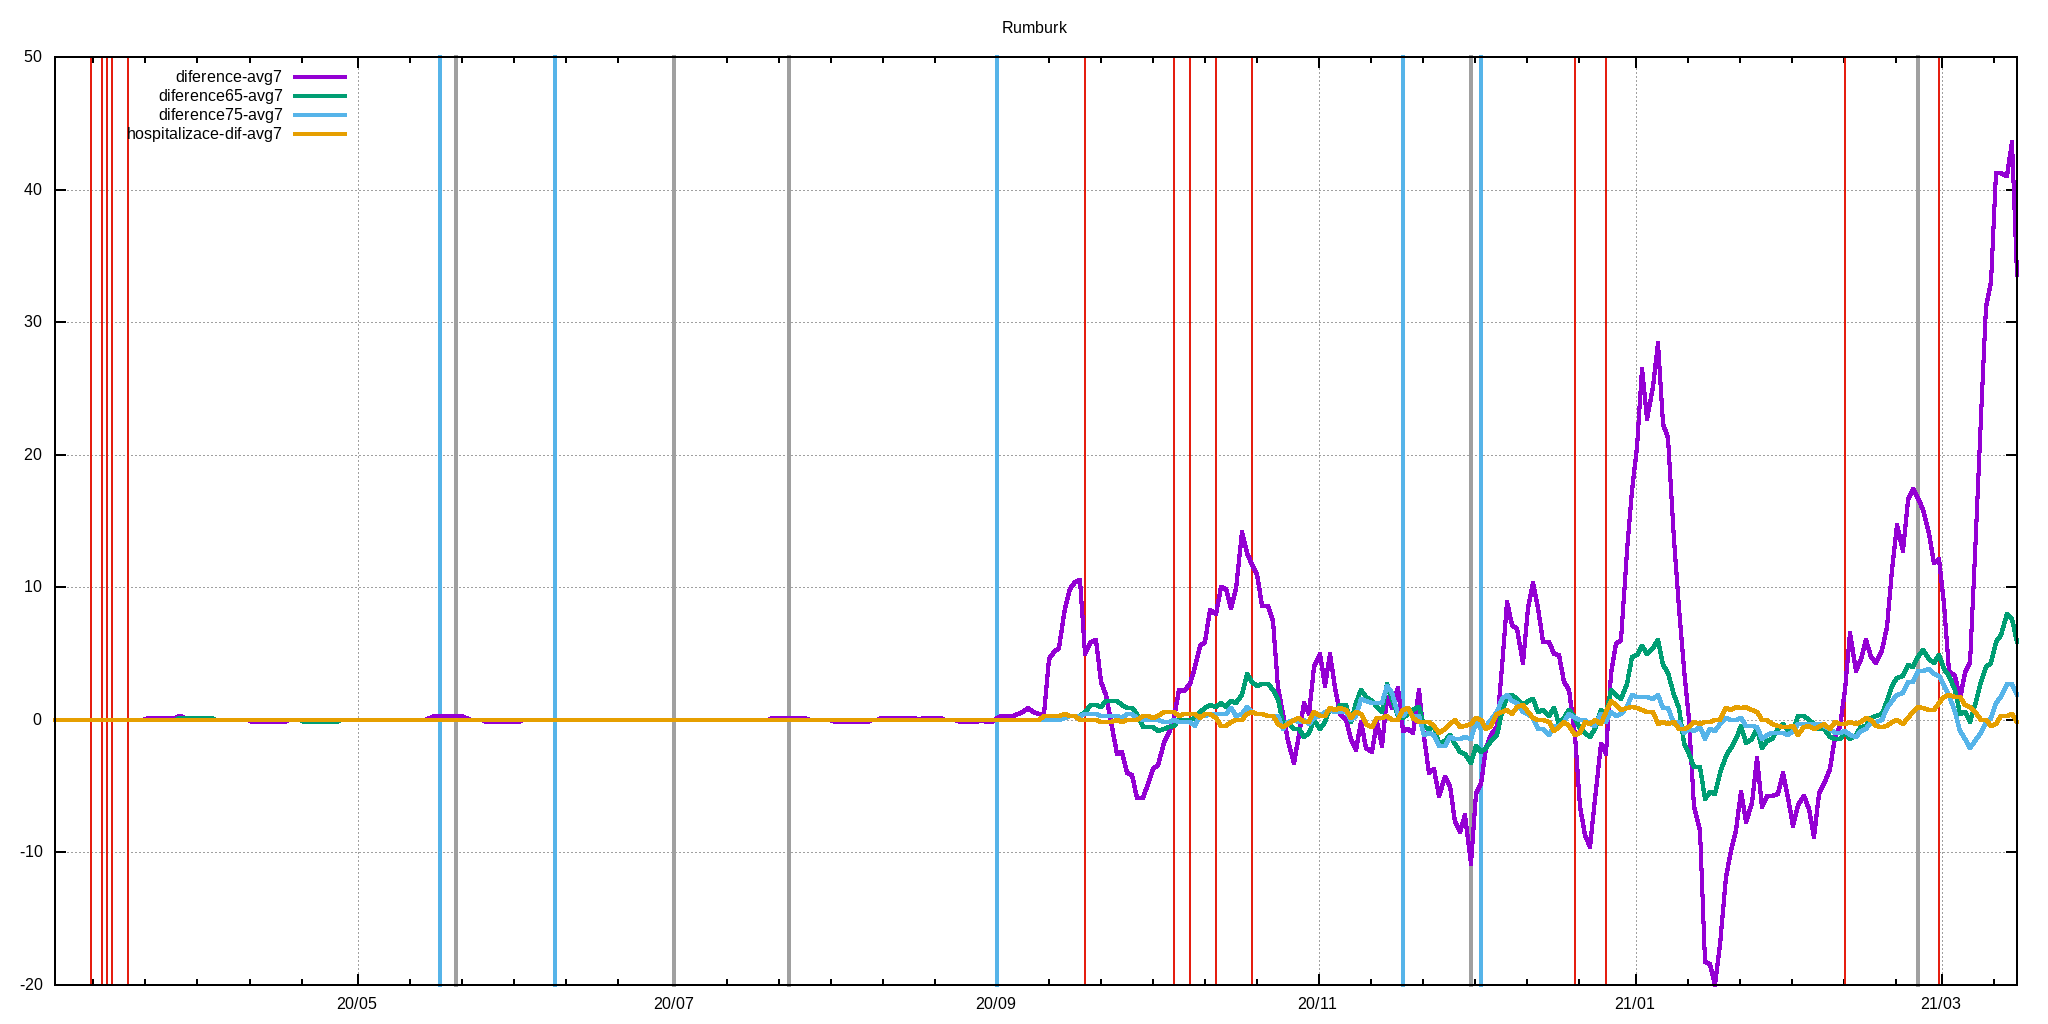 Rumburk
50
40
30
20
10
0
-10
-20
diference-avg7
diference65-avg7
diference75-avg7
hospitalizace-dif-avg7
20/05 20/07 20/09 20/11 21/01 21/03